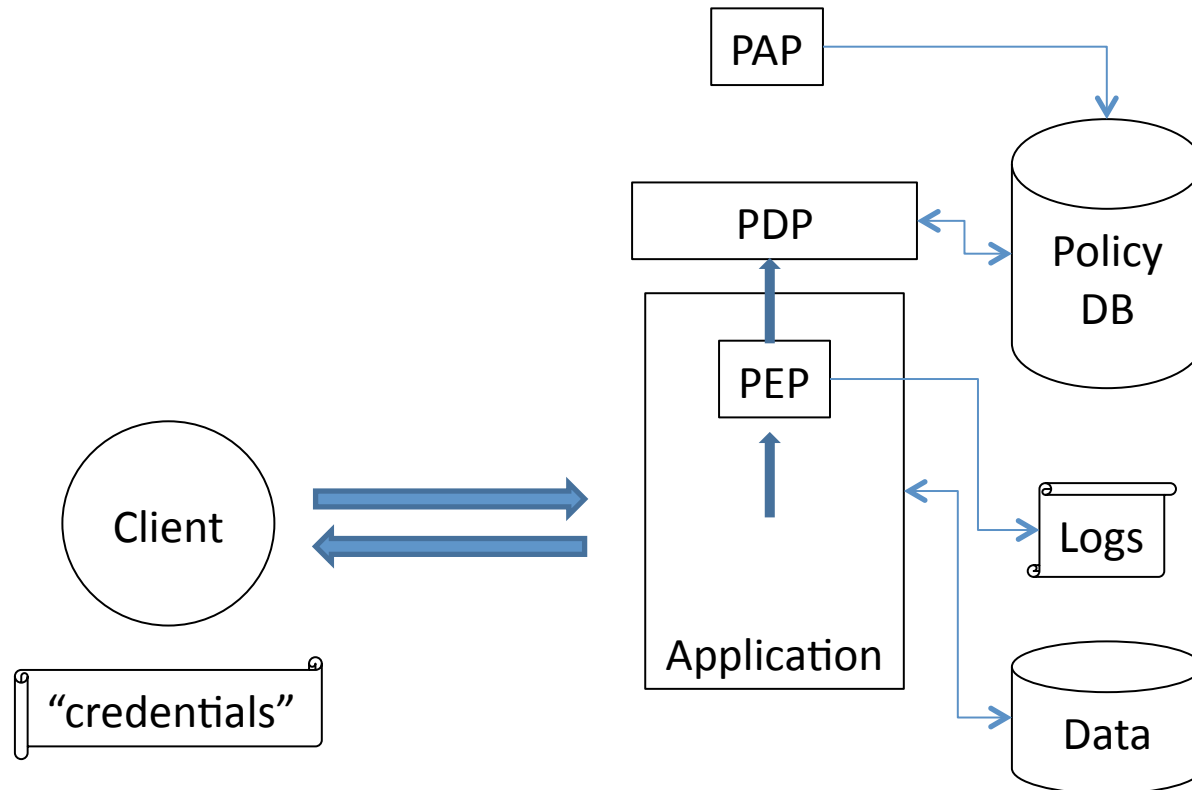 PAP
PDP
Policy
DB
PEP
Client
Logs
Application
“credentials”
Data